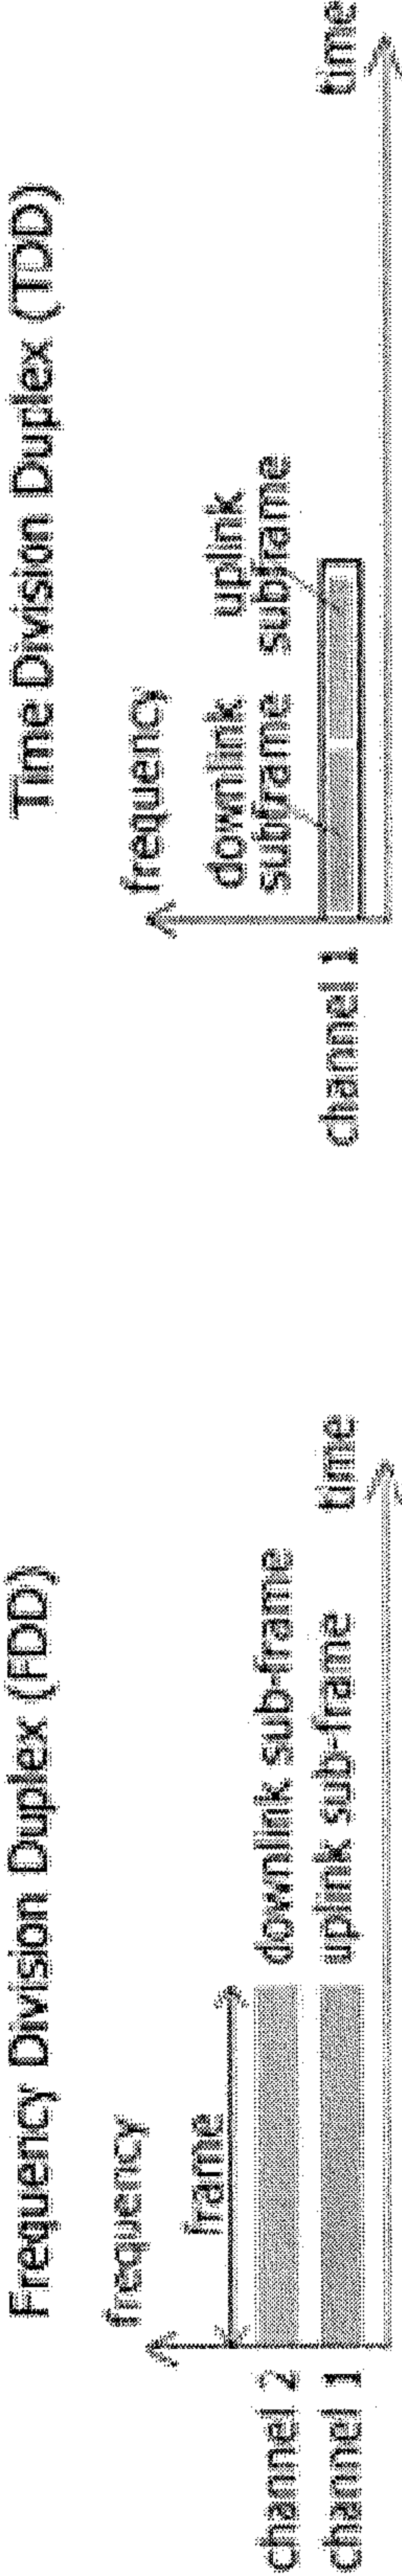 Frequency Division Duplex (FDD)
frequency
frame
channel 2
downlink sub-frame
channel 1
uplink sub-frame
time
Time Division Duplex (TDD)
frequency
downlink
subframe
uplink
subframe
channel 1
time